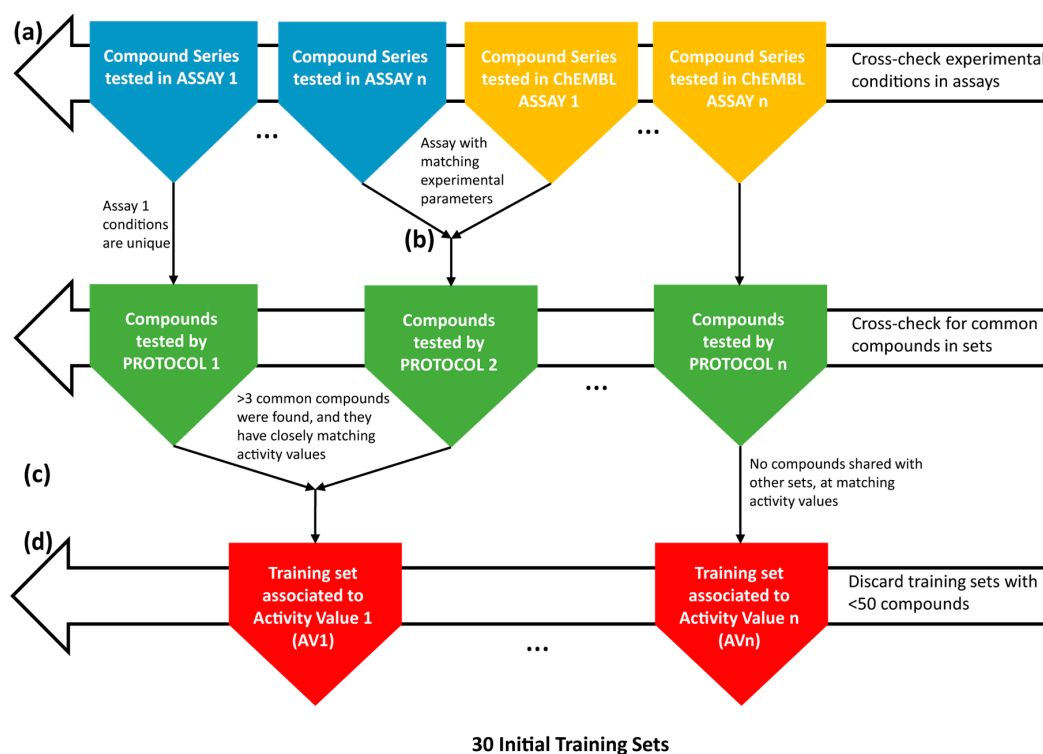 (a)
Compound Series
tested in ASSAY 1
...
Compound Series
tested in ASSAY n
Compound Series
tested in ChEMBL
ASSAY 1
...
Compound Series
tested in ChEMBL
ASSAY n
Cross-check experimental
conditions in assays
Assay 1
conditions
are unique
Assay with
matching
experimental
parameters
(b)
Compounds
tested by
PROTOCOL 1
Compounds
tested by
PROTOCOL 2
...
Compounds
tested by
PROTOCOL n
Cross-check for common
compounds in sets
>3 common compounds
were found, and they
have closely matching
activity values
No compounds shared with
other sets, at matching
activity values
(c)
(d)
Training set
associated to
Activity Value 1
(AV1)
...
Training set
associated to
Activity Value n
(AVn)
Discard training sets with
<50 compounds
30 Initial Training Sets